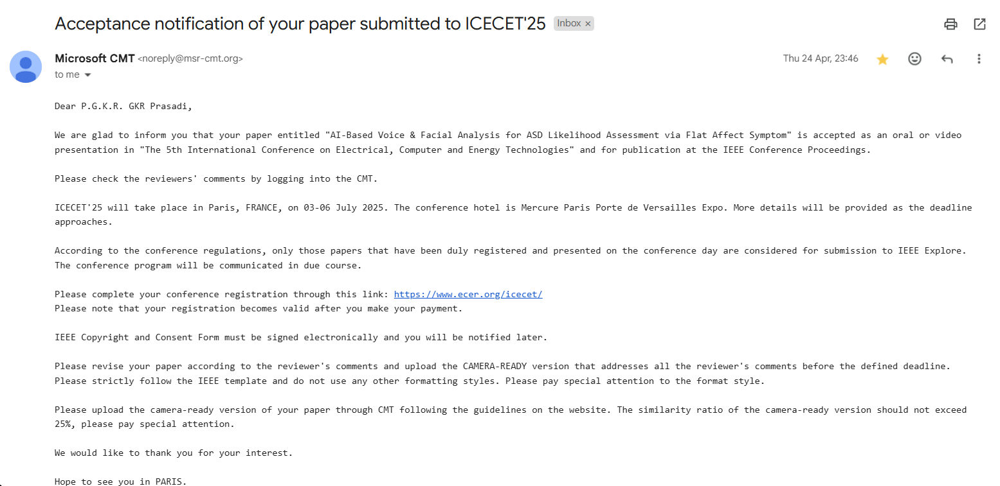 Acceptance notification of your paper submitted to ICECET'25 Inbox ×
Microsoft CMT <noreply@msr-cmt.org> Thu 24 Apr, 23:46
to me
Dear P.G.K.R. GKR Prasadi,
We are glad to inform you that your paper entitled "AI-Based Voice & Facial Analysis for ASD Likelihood Assessment via Flat Affect Symptom" is accepted as an oral or video
presentation in "The 5th International Conference on Electrical, Computer and Energy Technologies" and for publication at the IEEE Conference Proceedings.
Please check the reviewers' comments by logging into the CMT.
ICECET'25 will take place in Paris, FRANCE, on 03-06 July 2025. The conference hotel is Mercure Paris Porte de Versailles Expo. More details will be provided as the deadline
approaches.
According to the conference regulations, only those papers that have been duly registered and presented on the conference day are considered for submission to IEEE Explore.
The conference program will be communicated in due course.
Please complete your conference registration through this link: https://www.ecer.org/icecet/
Please note that your registration becomes valid after you make your payment.
IEEE Copyright and Consent Form must be signed electronically and you will be notified later.
Please revise your paper according to the reviewer's comments and upload the CAMERA-READY version that addresses all the reviewer's comments before the defined deadline.
Please strictly follow the IEEE template and do not use any other formatting styles. Please pay special attention to the format style.
Please upload the camera-ready version of your paper through CMT following the guidelines on the website. The similarity ratio of the camera-ready version should not exceed
25%, please pay special attention.
We would like to thank you for your interest.
Hope to see you in PARIS.